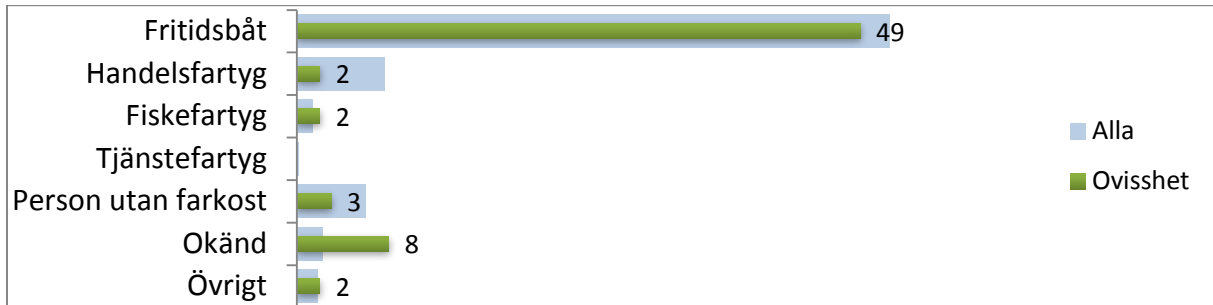 Fritidsbåt 49
Handelsfartyg 2
Fiskefartyg 2
Alla
Tjänstefartyg
Ovisshet
Person utan farkost 3
Okänd 8
Övrigt 2